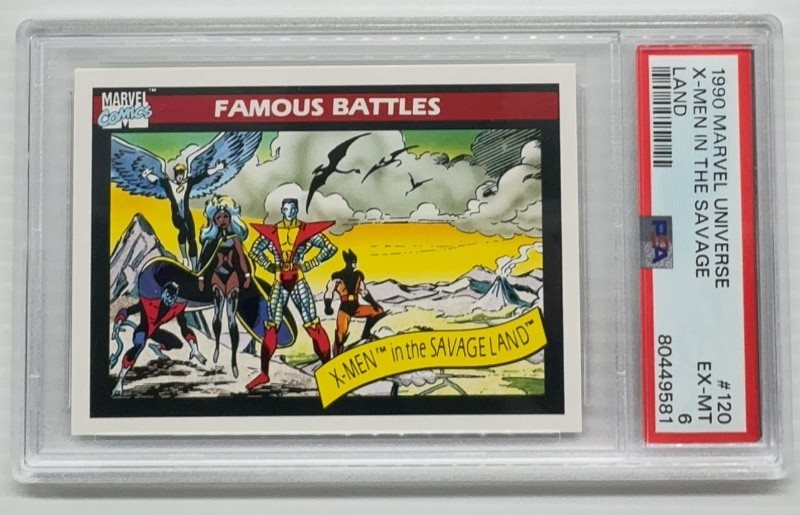 MARVEL
COMICS
™
FAMOUS BATTLES
X-MEN™ in the SAVAGE LAND™
1990 MARVEL UNIVERSE
X-MEN IN THE SAVAGE
LAND
PSA
#120
EX-MT
6
80449581